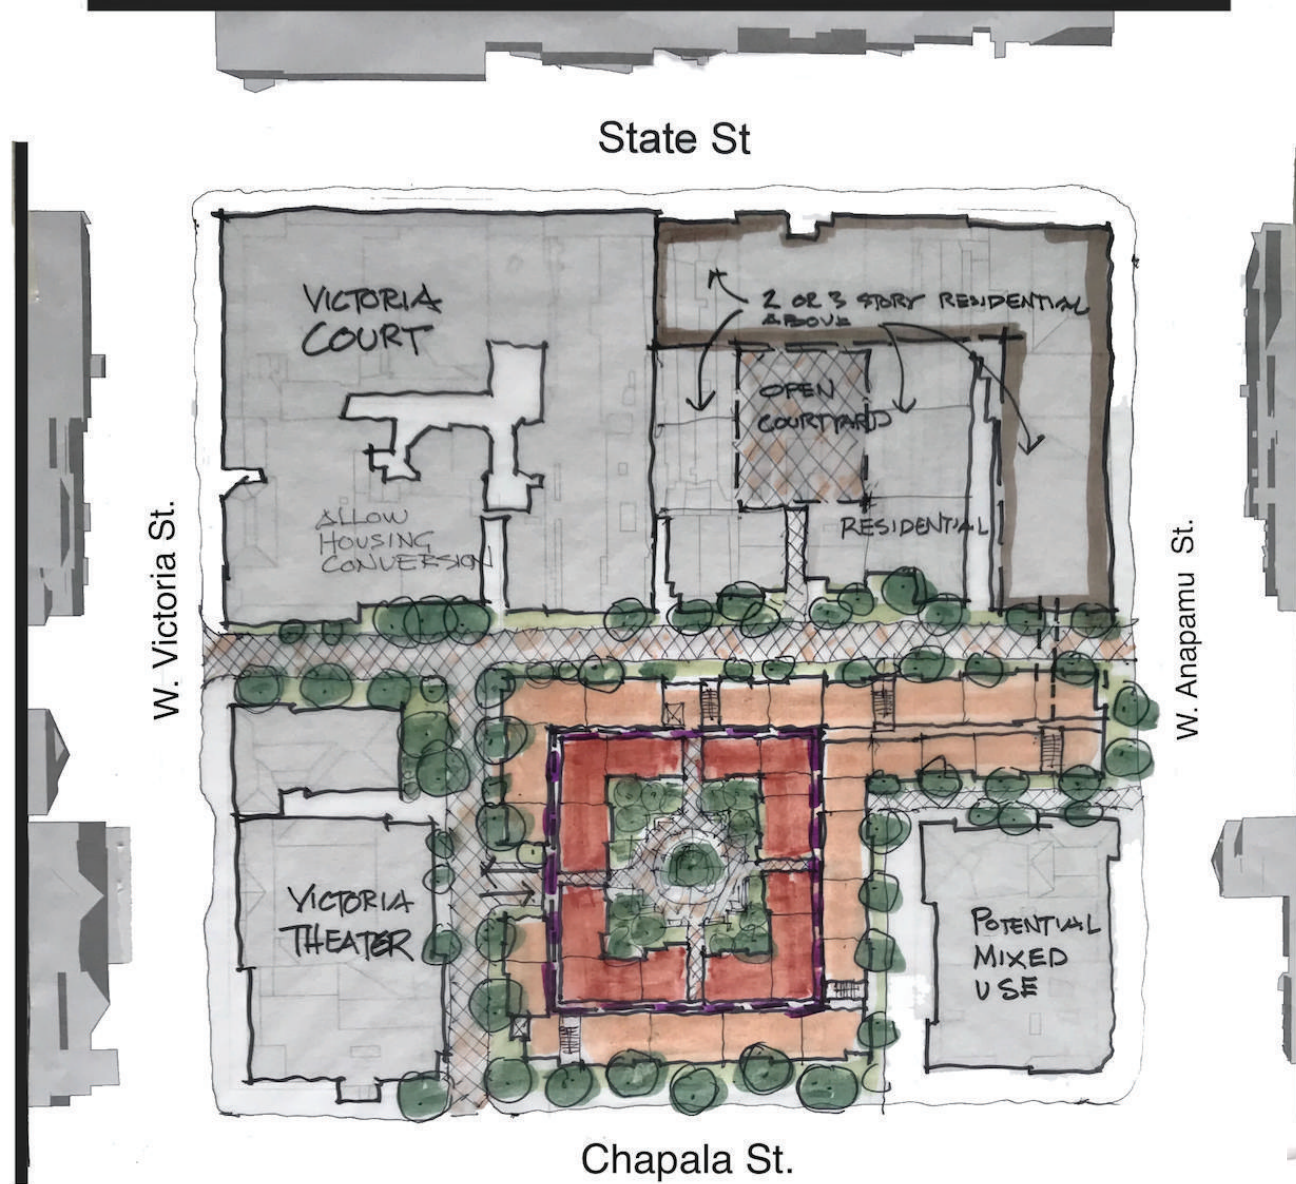 State St
VICTORIA
COURT
2 OR 3 STORY RESIDENTIAL
ABOVE
OPEN
COURTYARD
ALLOW
HOUSING
CONVERSION
RESIDENTIAL
W. Victoria St.
W. Anapamu St.
VICTORIA
THEATER
POTENTIAL
MIXED
USE
Chapala St.